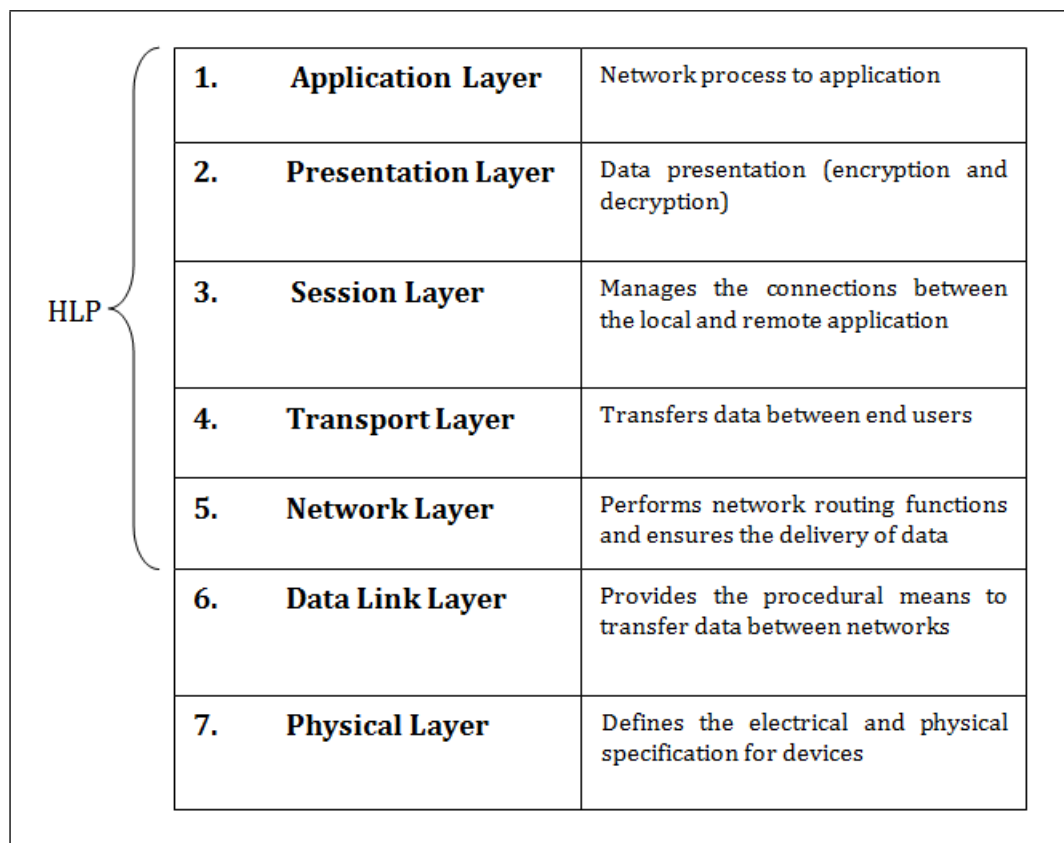 1. Application Layer
Network process to application
2. Presentation Layer
Data presentation (encryption and
decryption)
3. Session Layer
Manages the connections between
the local and remote application
HLP
4. Transport Layer
Transfers data between end users
5. Network Layer
Performs network routing functions
and ensures the delivery of data
6. Data Link Layer
Provides the procedural means to
transfer data between networks
7. Physical Layer
Defines the electrical and physical
specification for devices